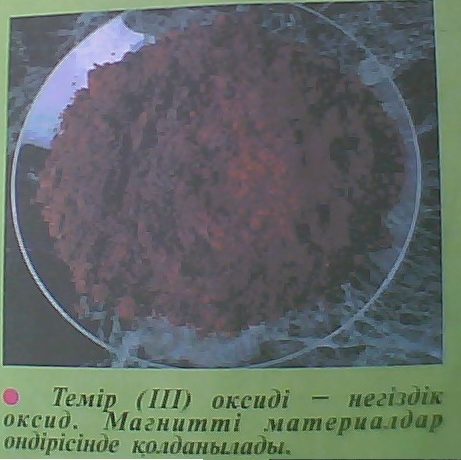 Темір (III) оксиді – негіздік
оксид. Магнитті материалдар
өндірісінде қолданылады.